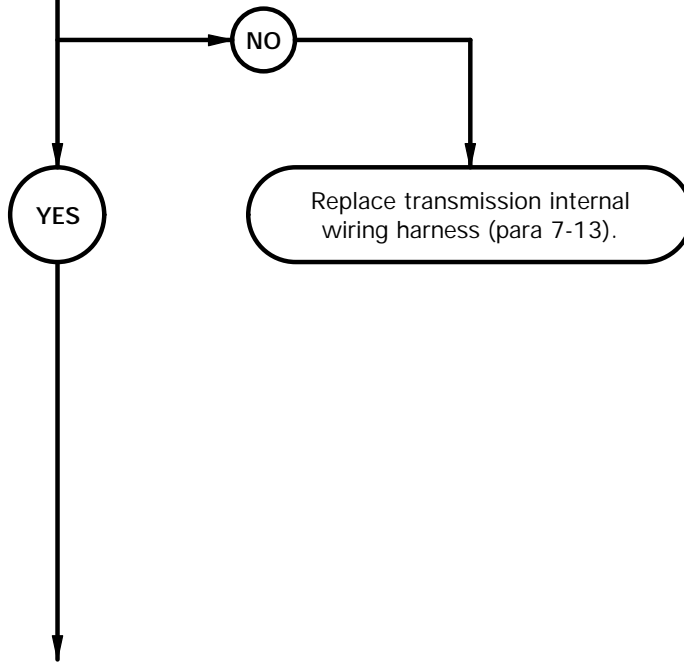 NO
YES
Replace transmission internal
wiring harness (para 7-13).